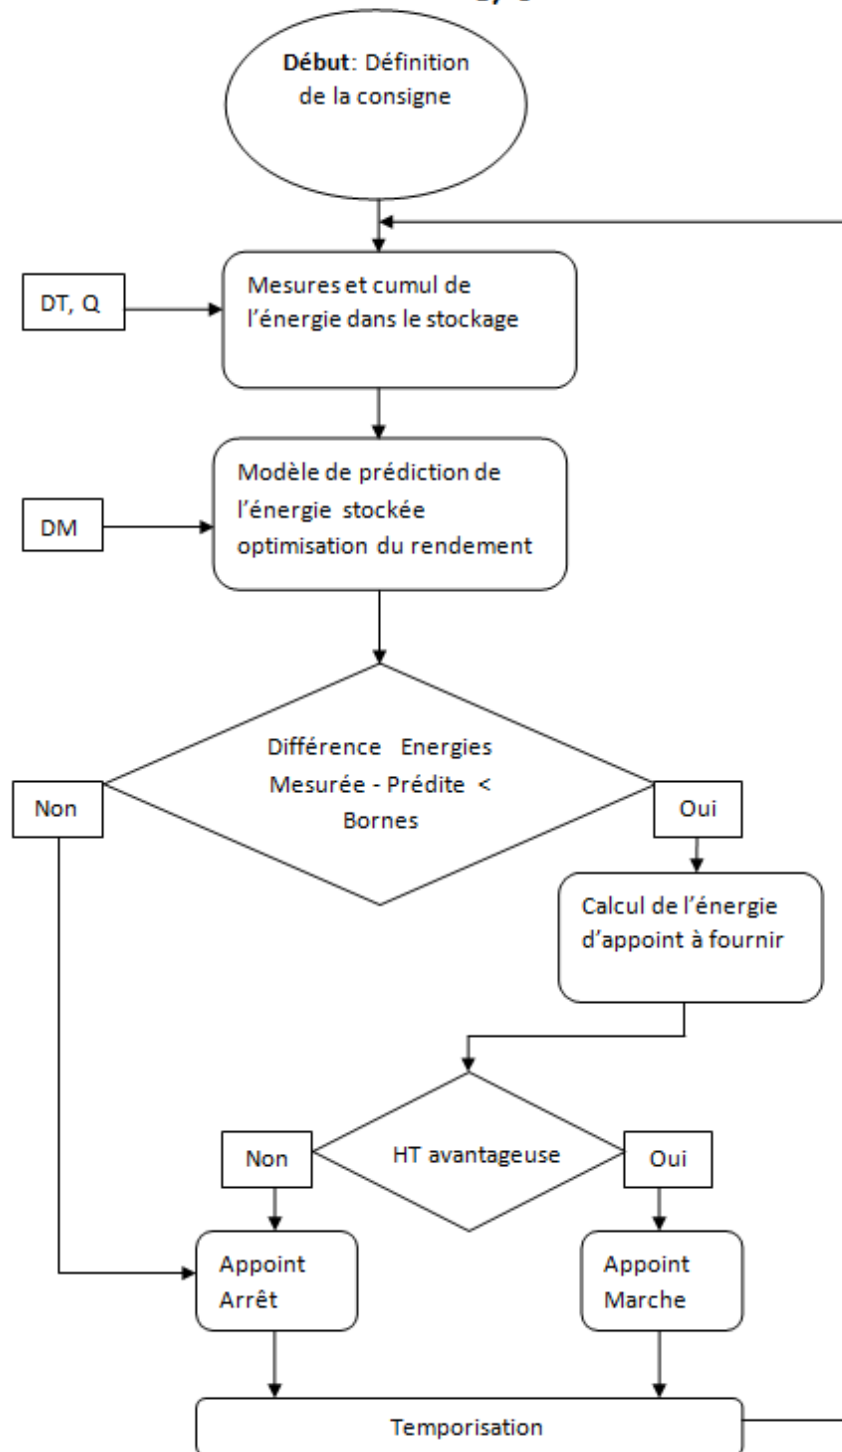 Début: Définition
de la consigne
Mesures et cumul de
l'énergie dans le stockage
DT, Q
Modèle de prédiction de
l'énergie stockée
optimisation du rendement
DM
Différence Energies
Mesurée - Prédite <
Bornes
Non
Oui
Calcul de l'énergie
d'appoint à fournir
HT avantageuse
Non
Oui
Appoint
Arrêt
Appoint
Marche
Temporisation